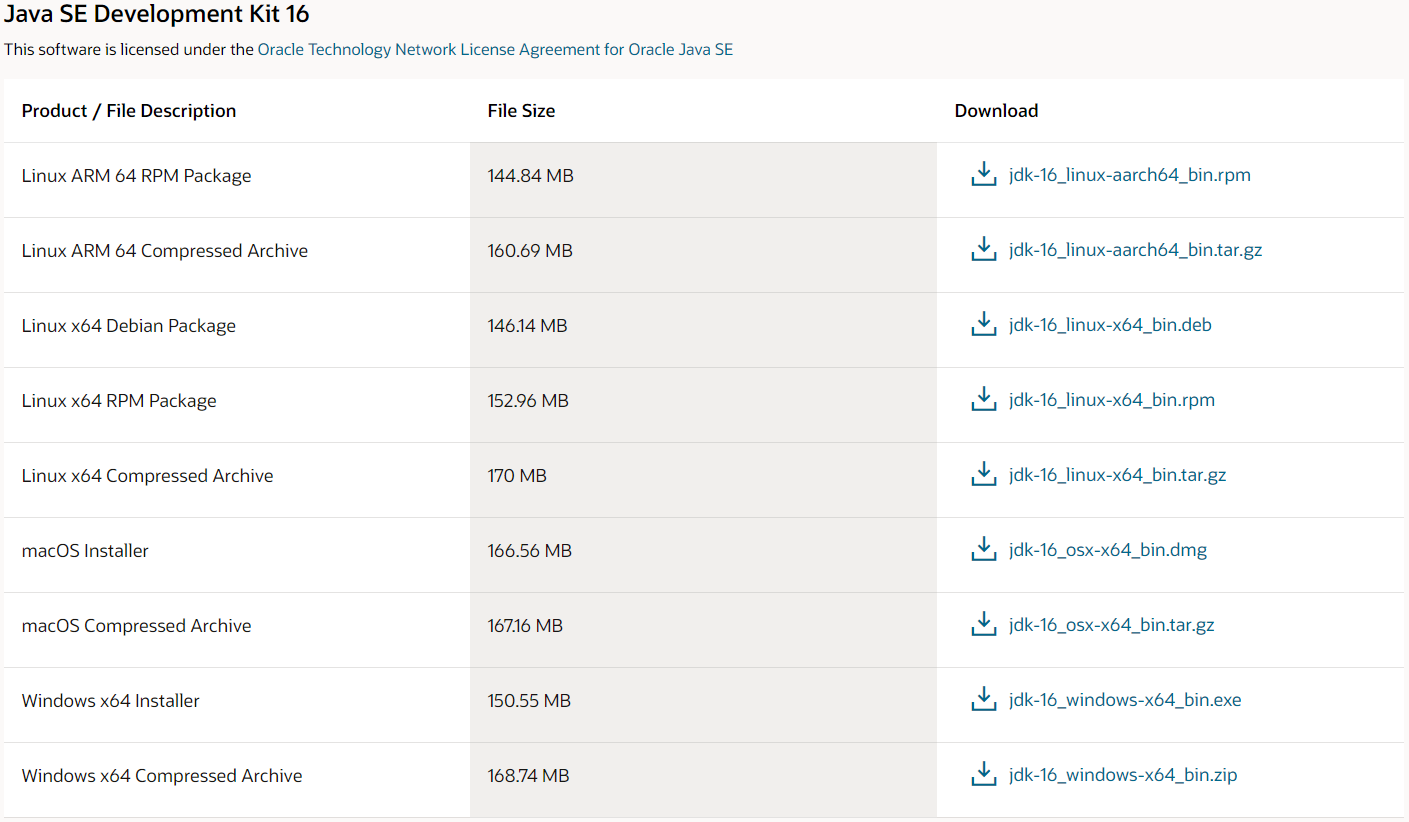 Java SE Development Kit 16
This software is licensed under the Oracle Technology Network License Agreement for Oracle Java SE
Product / File Description File Size Download
Linux ARM 64 RPM Package 144.84 MB jdk-16_linux-aarch64_bin.rpm
Linux ARM 64 Compressed Archive 160.69 MB jdk-16_linux-aarch64_bin.tar.gz
Linux x64 Debian Package 146.14 MB jdk-16_linux-x64_bin.deb
Linux x64 RPM Package 152.96 MB jdk-16_linux-x64_bin.rpm
Linux x64 Compressed Archive 170 MB jdk-16_linux-x64_bin.tar.gz
macOS Installer 166.56 MB jdk-16_osx-x64_bin.dmg
macOS Compressed Archive 167.16 MB jdk-16_osx-x64_bin.tar.gz
Windows x64 Installer 150.55 MB jdk-16_windows-x64_bin.exe
Windows x64 Compressed Archive 168.74 MB jdk-16_windows-x64_bin.zip